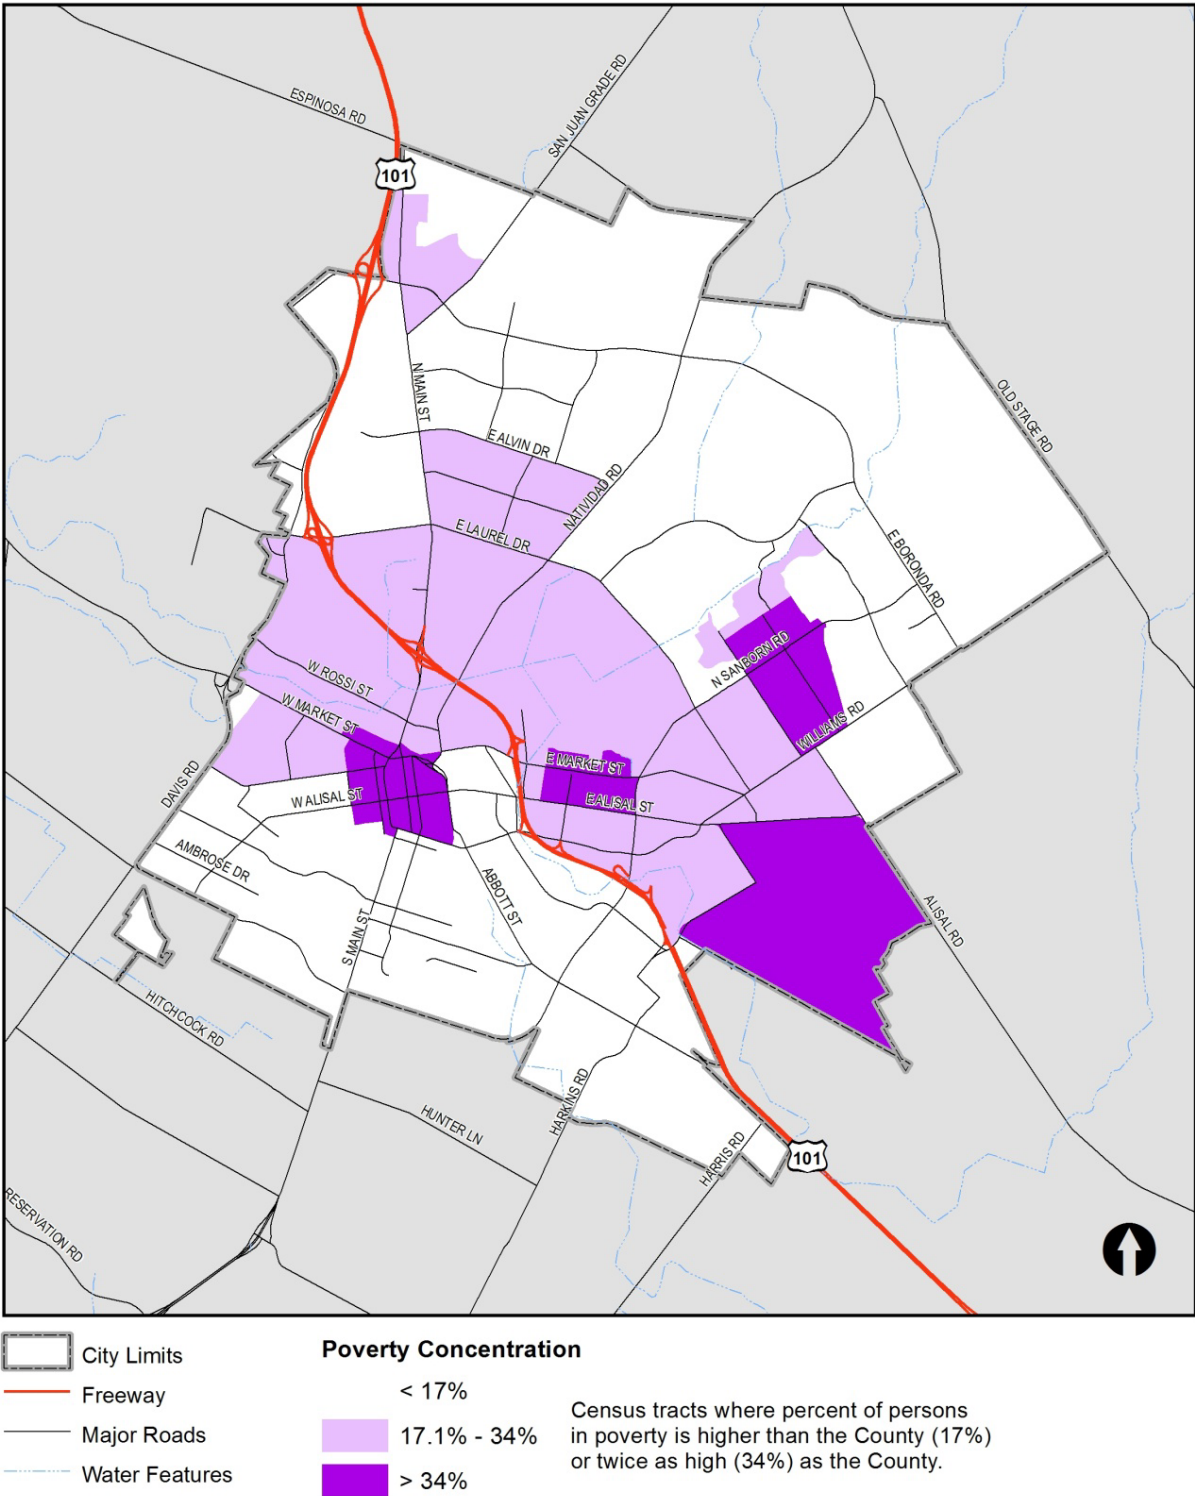 ESPINOSA RD
SAN JUAN GRADE RD
101
OLD STAGE RD
N MAIN ST
E ALVIN DR
NATIVIDAD RD
E LAUREL DR
E BORONDA RD
N SANBORN RD
W ROSSI ST
W MARKET ST
WILLIAMS RD
E MARKET ST
DAVIS RD
W ALISAL ST
E ALISAL ST
AMBROSE DR
ABBOTT ST
S MAIN ST
ALISAL RD
HITCHCOCK RD
HUNTER LN
HARKINS RD
HARRIS RD
101
RESERVATION RD
City Limits
Freeway
Major Roads
Water Features
Poverty Concentration
< 17%
17.1% - 34%
> 34%
Census tracts where percent of persons
in poverty is higher than the County (17%)
or twice as high (34%) as the County.